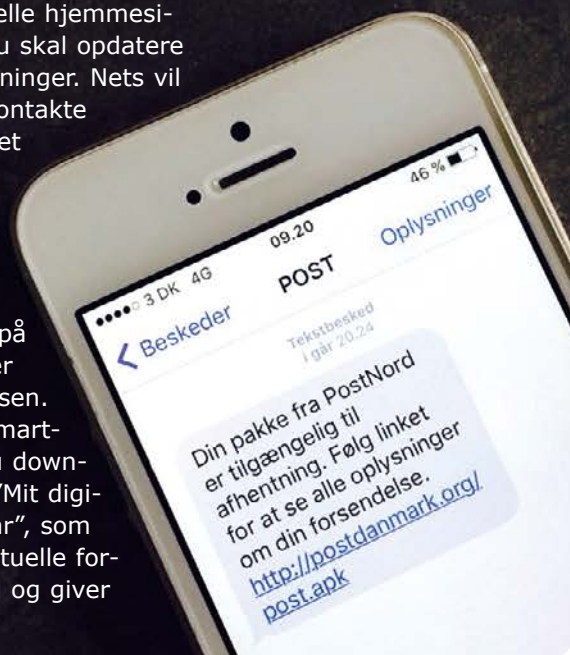 elle hjemmesi-
u skal opdatere
ninger. Nets vil
ontakte
et
på
er
sen.
mart-
u down-
"Mit digi-
ar", som
tuelle for-
og giver
3 DK 4G
09.20
46 %
Beskeder
POST
Oplysninger
Tekstbesked
i går 20.24
Din pakke fra PostNord
er tilgængelig til
afhentning. Følg linket
for at se alle oplysninger
om din forsendelse.
http://postdanmark.org/
post.apk